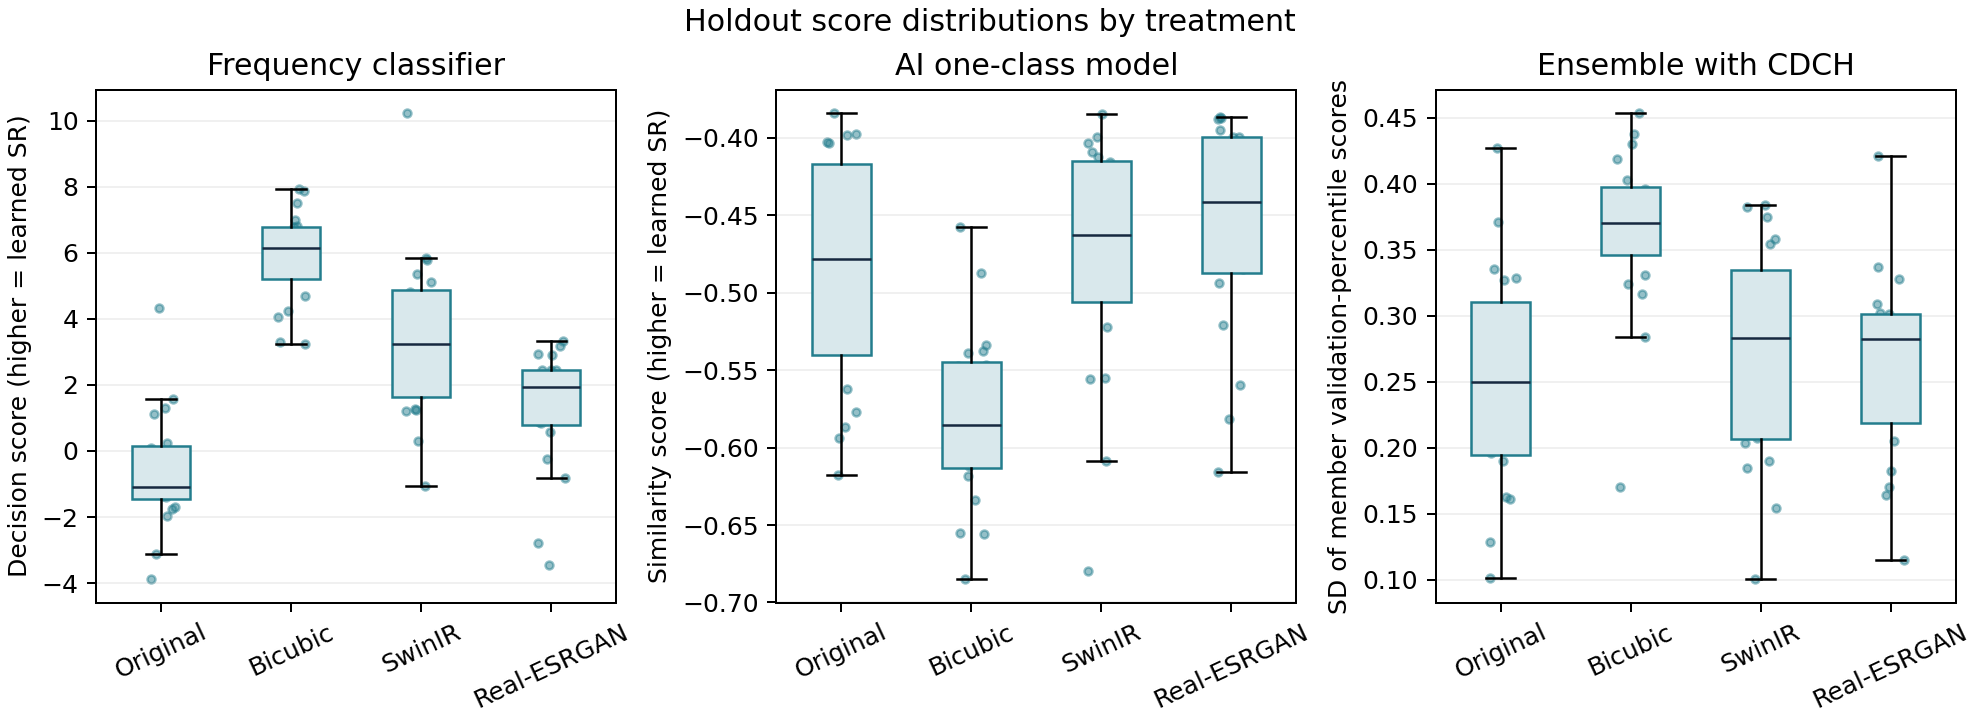 Holdout score distributions by treatment
Frequency classifier
Decision score (higher = learned SR)
10
8
6
4
2
0
−2
−4
Original
Bicubic
SwinIR
Real-ESRGAN
AI one-class model
Similarity score (higher = learned SR)
−0.40
−0.45
−0.50
−0.55
−0.60
−0.65
−0.70
Original
Bicubic
SwinIR
Real-ESRGAN
Ensemble with CDCH
SD of member validation-percentile scores
0.45
0.40
0.35
0.30
0.25
0.20
0.15
0.10
Original
Bicubic
SwinIR
Real-ESRGAN